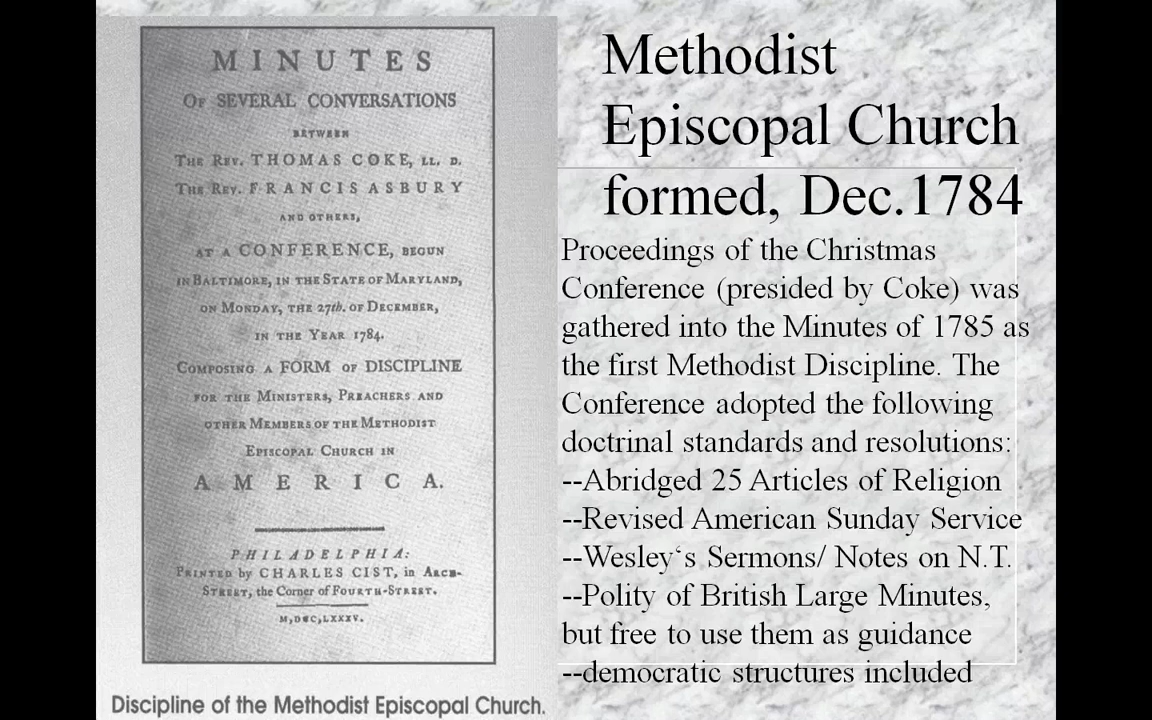 MINUTES
OF SEVERAL CONVERSATIONS
BETWEEN
THE REV. THOMAS COKE, LL. D.
THE REV. FRANCIS ASBURY
AND OTHERS,
AT A CONFERENCE, BEGUN
IN BALTIMORE, IN THE STATE OF MARYLAND,
ON MONDAY, THE 27th. OF DECEMBER,
IN THE YEAR 1784.
COMPOSING A FORM OF DISCIPLINE
FOR THE MINISTERS, PREACHERS AND
OTHER MEMBERS OF THE METHODIST
EPISCOPAL CHURCH IN
AMERICA.
PHILADELPHIA:
PRINTED by CHARLES CIST, in ARCH-
STREET, the Corner of FOURTH-STREET.
M,DCC,LXXXV.
Discipline of the Methodist Episcopal Church.
Methodist
Episcopal Church
formed, Dec.1784
Proceedings of the Christmas
Conference (presided by Coke) was
gathered into the Minutes of 1785 as
the first Methodist Discipline. The
Conference adopted the following
doctrinal standards and resolutions:
--Abridged 25 Articles of Religion
--Revised American Sunday Service
--Wesley‘s Sermons/ Notes on N.T.
--Polity of British Large Minutes,
but free to use them as guidance
--democratic structures included